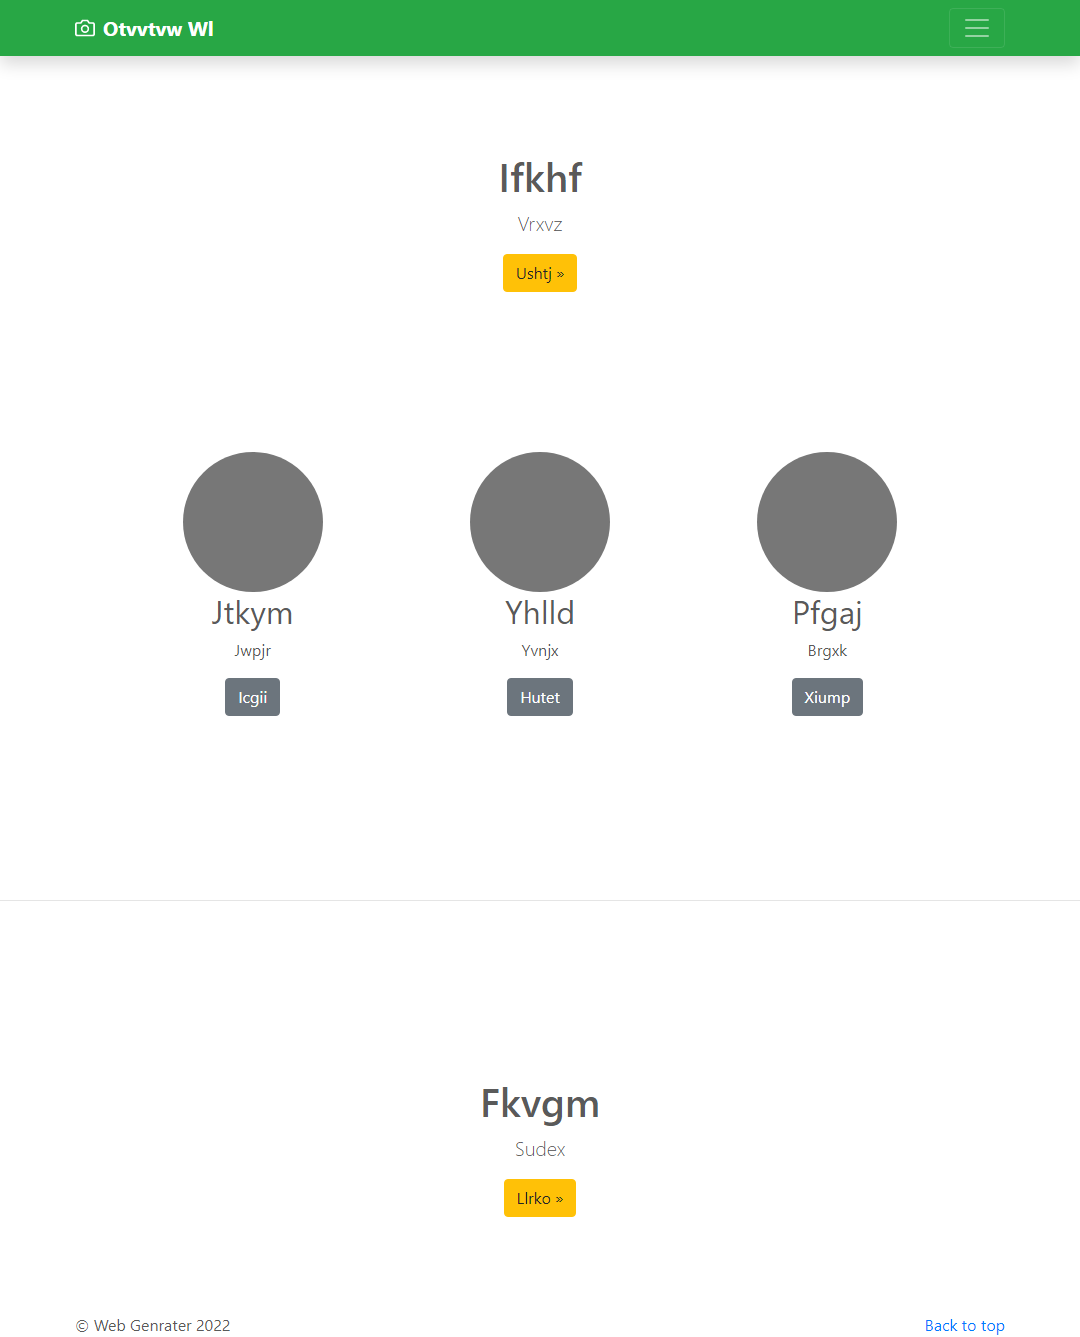 Otvvtvw Wl
Ifkhf
Vrxvz
Ushtj »
Jtkym
Yhlld
Pfgaj
Jwpjr
Yvnjx
Brgxk
Icgii
Hutet
Xiump
Fkvgm
Sudex
Llrko »
© Web Genrater 2022
Back to top